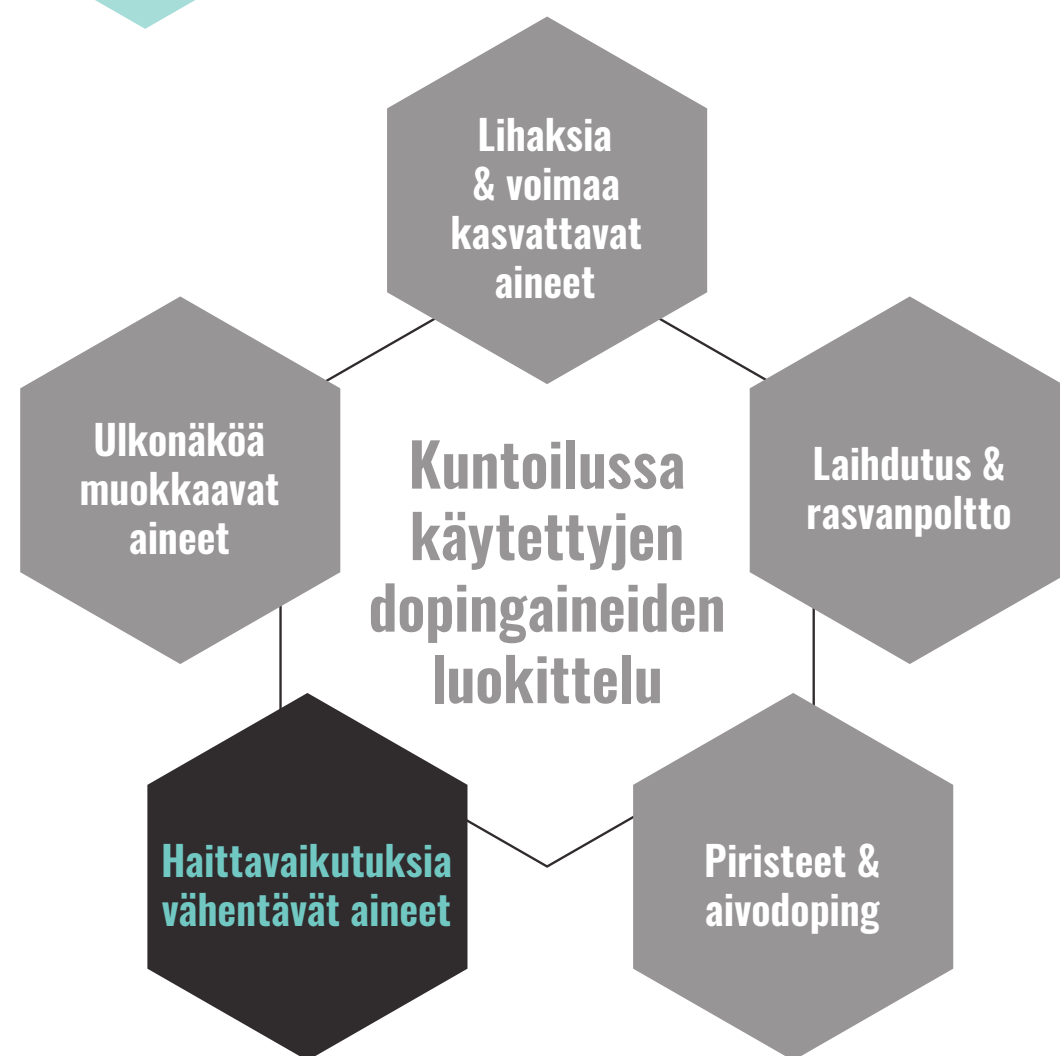 Lihaksia
& voimaa
kasvattavat
aineet
Ulkonäköä
muokkaavat
aineet
Kuntoilussa
käytettyjen
dopingaineiden
luokittelu
Laihdutus &
rasvanpoltto
Haittavaikutuksia
vähentävät aineet
Piristeet &
aivodoping